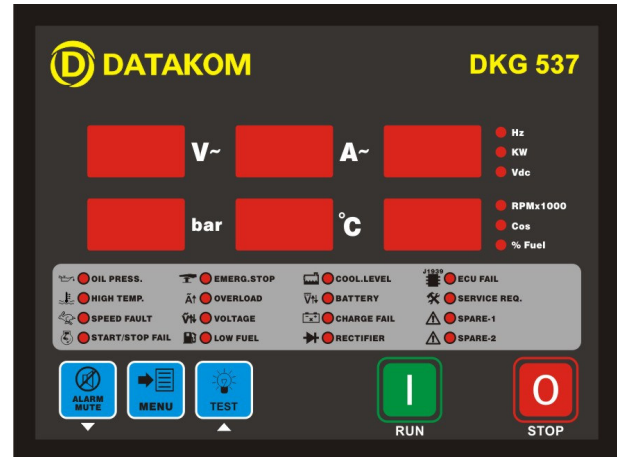 D DATAKOM
DKG 537
V~
A~
Hz
KW
Vdc
bar
°C
RPMx1000
Cos
% Fuel
OIL PRESS.
EMERG.STOP
COOL.LEVEL
J1939
ECU FAIL
HIGH TEMP.
OVERLOAD
BATTERY
SERVICE REQ.
SPEED FAULT
VOLTAGE
CHARGE FAIL
SPARE-1
START/STOP FAIL
LOW FUEL
RECTIFIER
SPARE-2
ALARM
MUTE
MENU
TEST
I
RUN
O
STOP